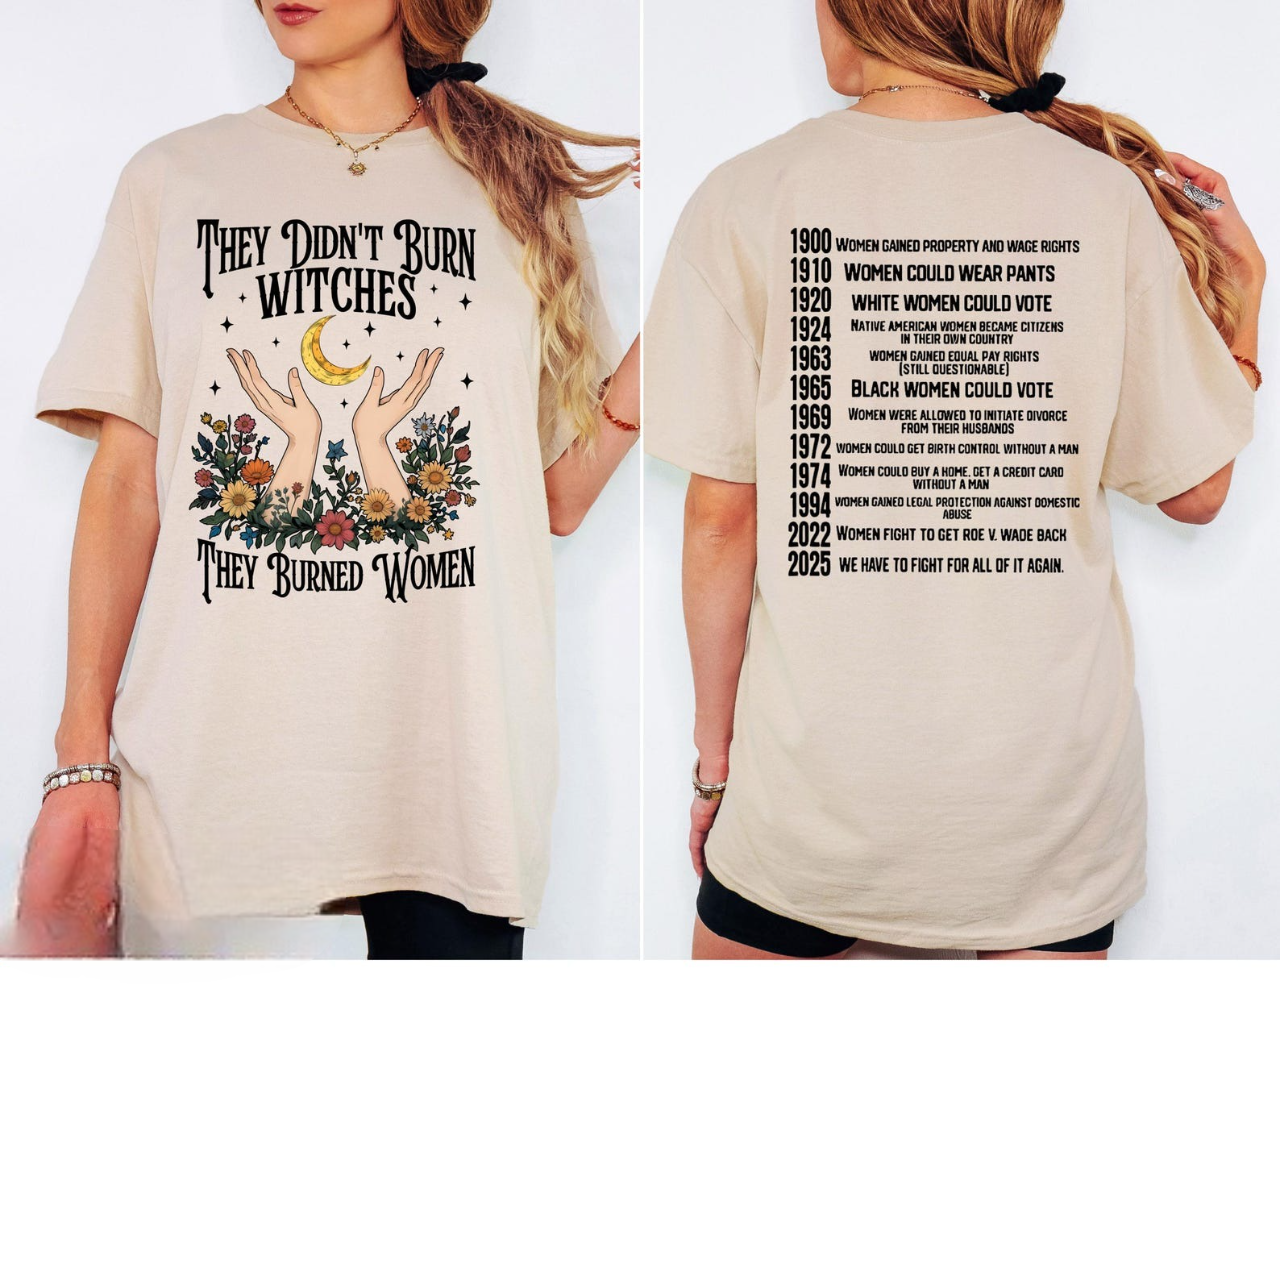 THEY DIDN'T BURN
WITCHES
THEY BURNED WOMEN
1900 WOMEN GAINED PROPERTY AND WAGE RIGHTS
1910 WOMEN COULD WEAR PANTS
1920 WHITE WOMEN COULD VOTE
1924 NATIVE AMERICAN WOMEN BECAME CITIZENS
IN THEIR OWN COUNTRY
1963 WOMEN GAINED EQUAL PAY RIGHTS
(STILL QUESTIONABLE)
1965 BLACK WOMEN COULD VOTE
1969 WOMEN WERE ALLOWED TO INITIATE DIVORCE
FROM THEIR HUSBANDS
1972 WOMEN COULD GET BIRTH CONTROL WITHOUT A MAN
1974 WOMEN COULD BUY A HOME, GET A CREDIT CARD
WITHOUT A MAN
1994 WOMEN GAINED LEGAL PROTECTION AGAINST DOMESTIC
ABUSE
2022 WOMEN FIGHT TO GET ROE V. WADE BACK
2025 WE HAVE TO FIGHT FOR ALL OF IT AGAIN.